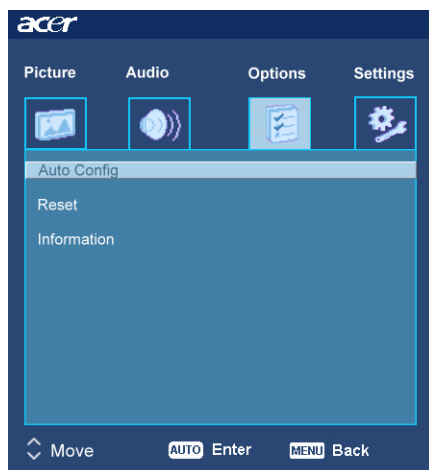 acer
Picture Audio Options Settings
Auto Config
Reset
Information
Move AUTO Enter MENU Back